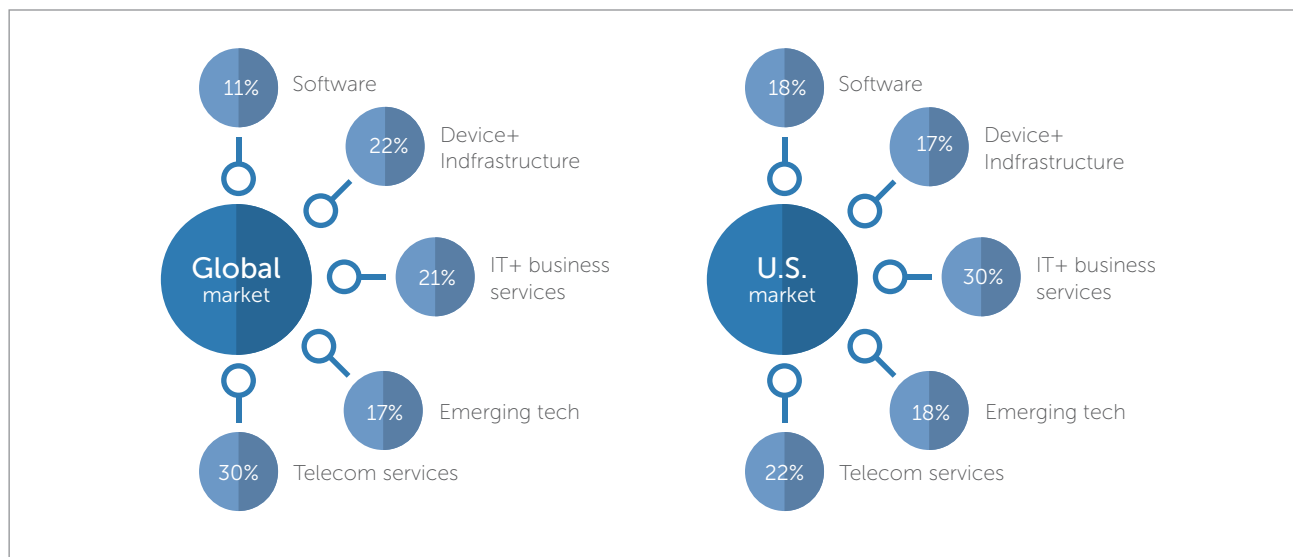 11%
Software
22%
Device+
Indfrastructure
Global
market
21%
IT+ business
services
17%
Emerging tech
30%
Telecom services
18%
Software
17%
Device+
Indfrastructure
U.S.
market
30%
IT+ business
services
18%
Emerging tech
22%
Telecom services